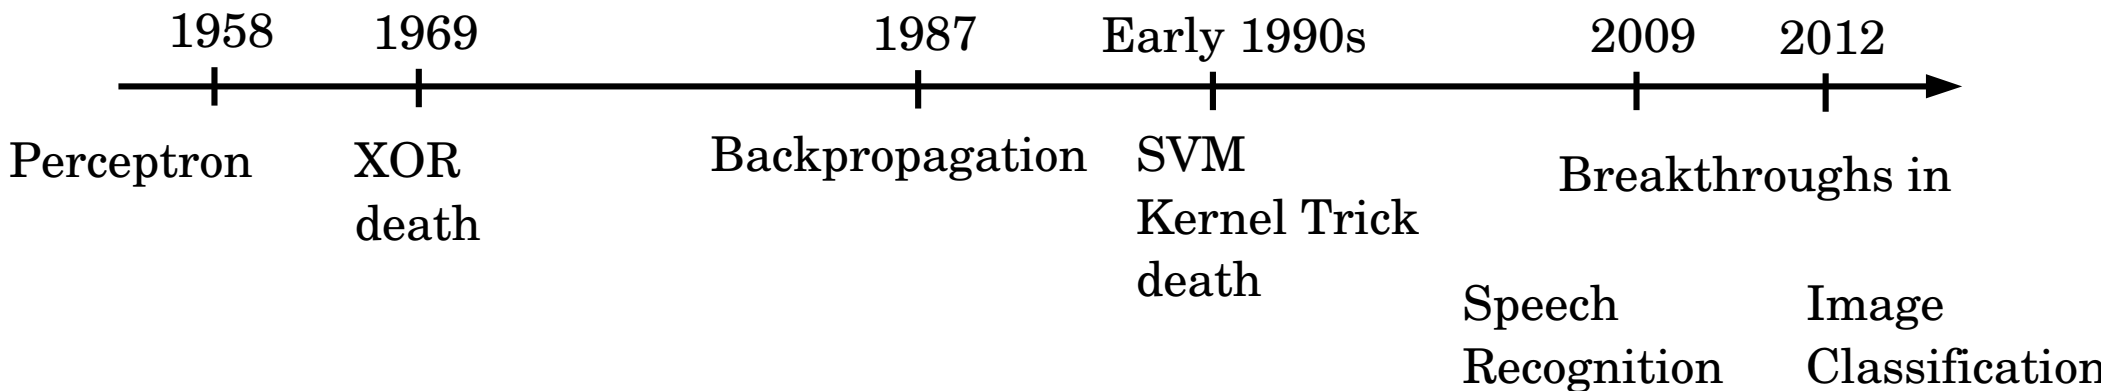 1958 1969 1987 Early 1990s 2009 2012
Perceptron
XOR
death
Backpropagation
SVM
Kernel Trick
death
Breakthroughs in
Speech
Recognition
Image
Classification